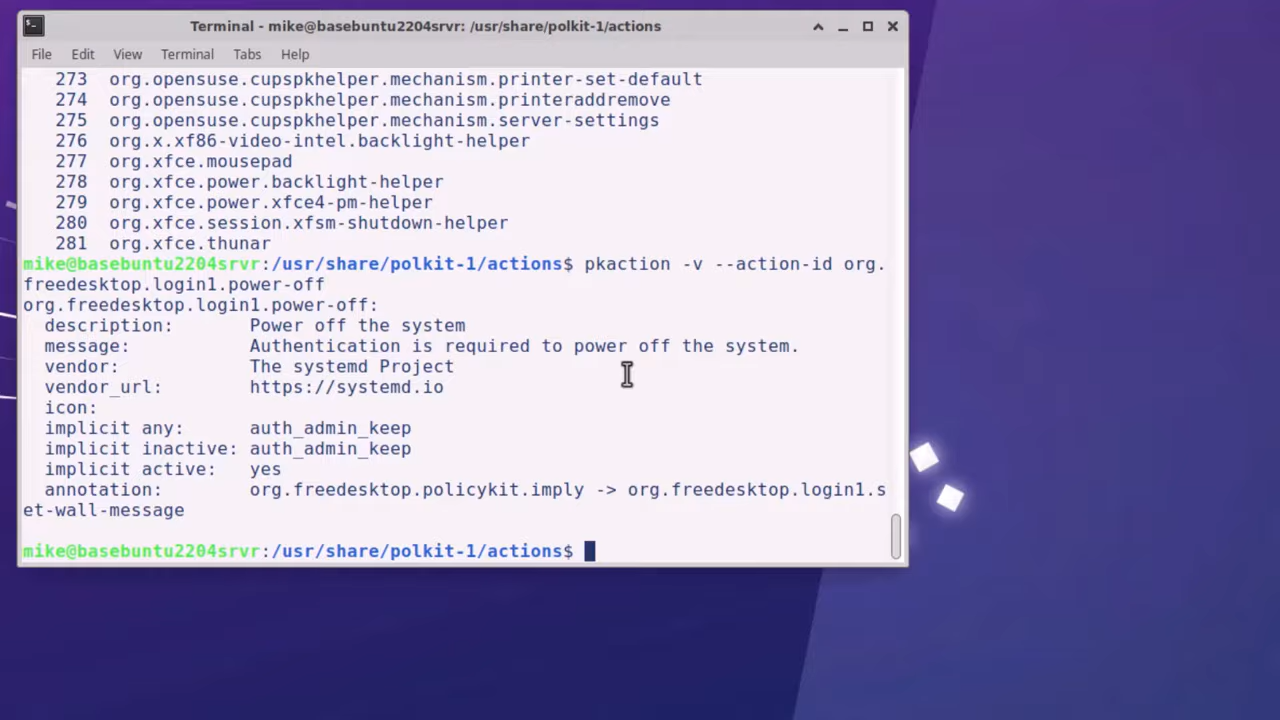 Terminal - mike@basebuntu2204srvr: /usr/share/polkit-1/actions
File Edit View Terminal Tabs Help
273 org.opensuse.cupspkhelper.mechanism.printer-set-default
274 org.opensuse.cupspkhelper.mechanism.printeraddremove
275 org.opensuse.cupspkhelper.mechanism.server-settings
276 org.x.xf86-video-intel.backlight-helper
277 org.xfce.mousepad
278 org.xfce.power.backlight-helper
279 org.xfce.power.xfce4-pm-helper
280 org.xfce.session.xfsm-shutdown-helper
281 org.xfce.thunar
mike@basebuntu2204srvr:/usr/share/polkit-1/actions$ pkaction -v --action-id org.
freedesktop.login1.power-off
org.freedesktop.login1.power-off:
description: Power off the system
message: Authentication is required to power off the system.
vendor: The systemd Project
vendor_url: https://systemd.io
icon:
implicit any: auth_admin_keep
implicit inactive: auth_admin_keep
implicit active: yes
annotation: org.freedesktop.policykit.imply -> org.freedesktop.login1.s
et-wall-message
mike@basebuntu2204srvr:/usr/share/polkit-1/actions$